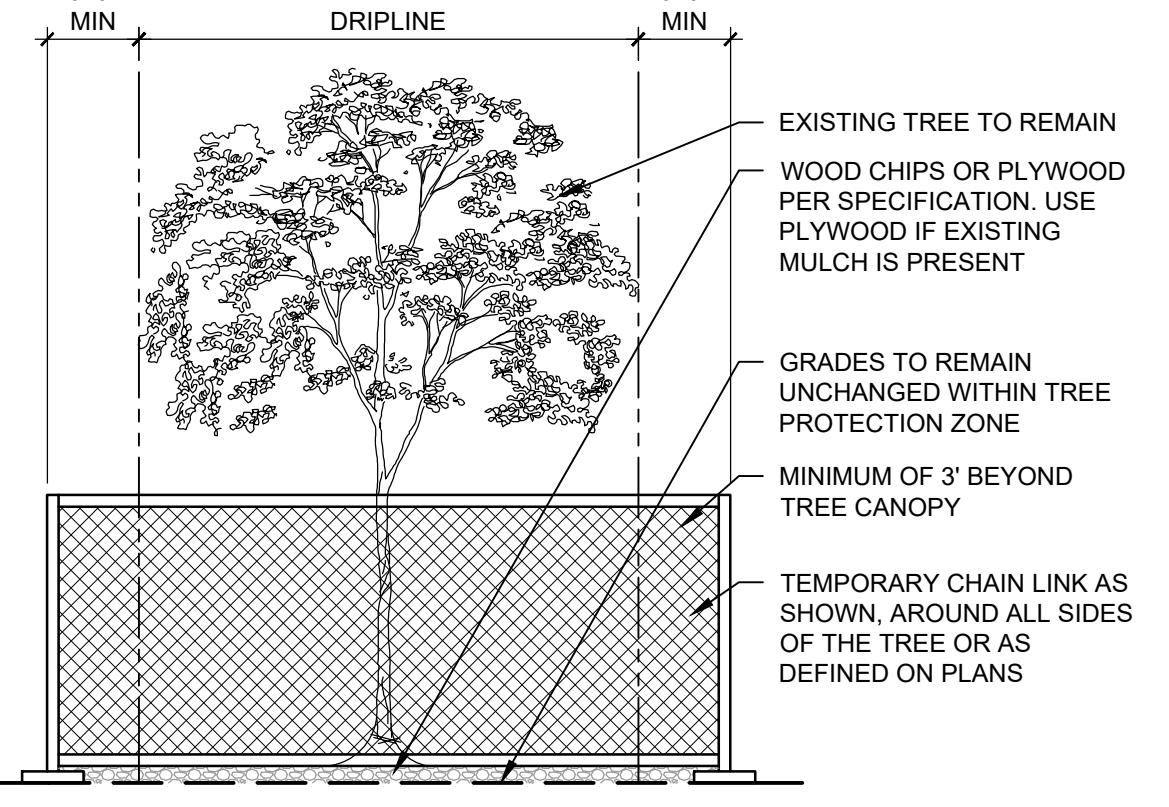 MIN DRIPLINE MIN
EXISTING TREE TO REMAIN
WOOD CHIPS OR PLYWOOD
PER SPECIFICATION. USE
PLYWOOD IF EXISTING
MULCH IS PRESENT
GRADES TO REMAIN
UNCHANGED WITHIN TREE
PROTECTION ZONE
MINIMUM OF 3' BEYOND
TREE CANOPY
TEMPORARY CHAIN LINK AS
SHOWN, AROUND ALL SIDES
OF THE TREE OR AS
DEFINED ON PLANS